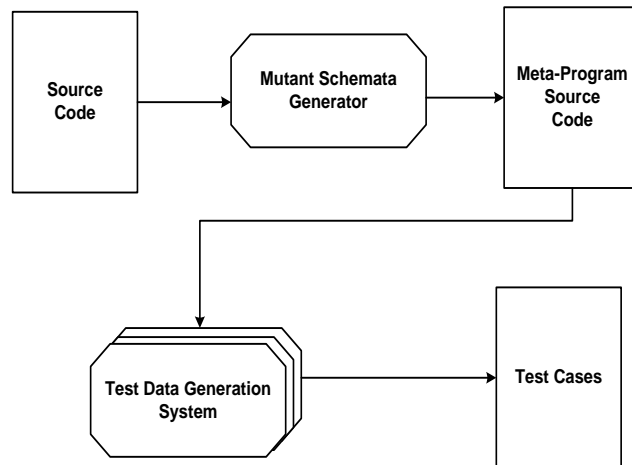 Source
Code
Mutant Schemata
Generator
Meta-Program
Source
Code
Test Data Generation
System
Test Cases